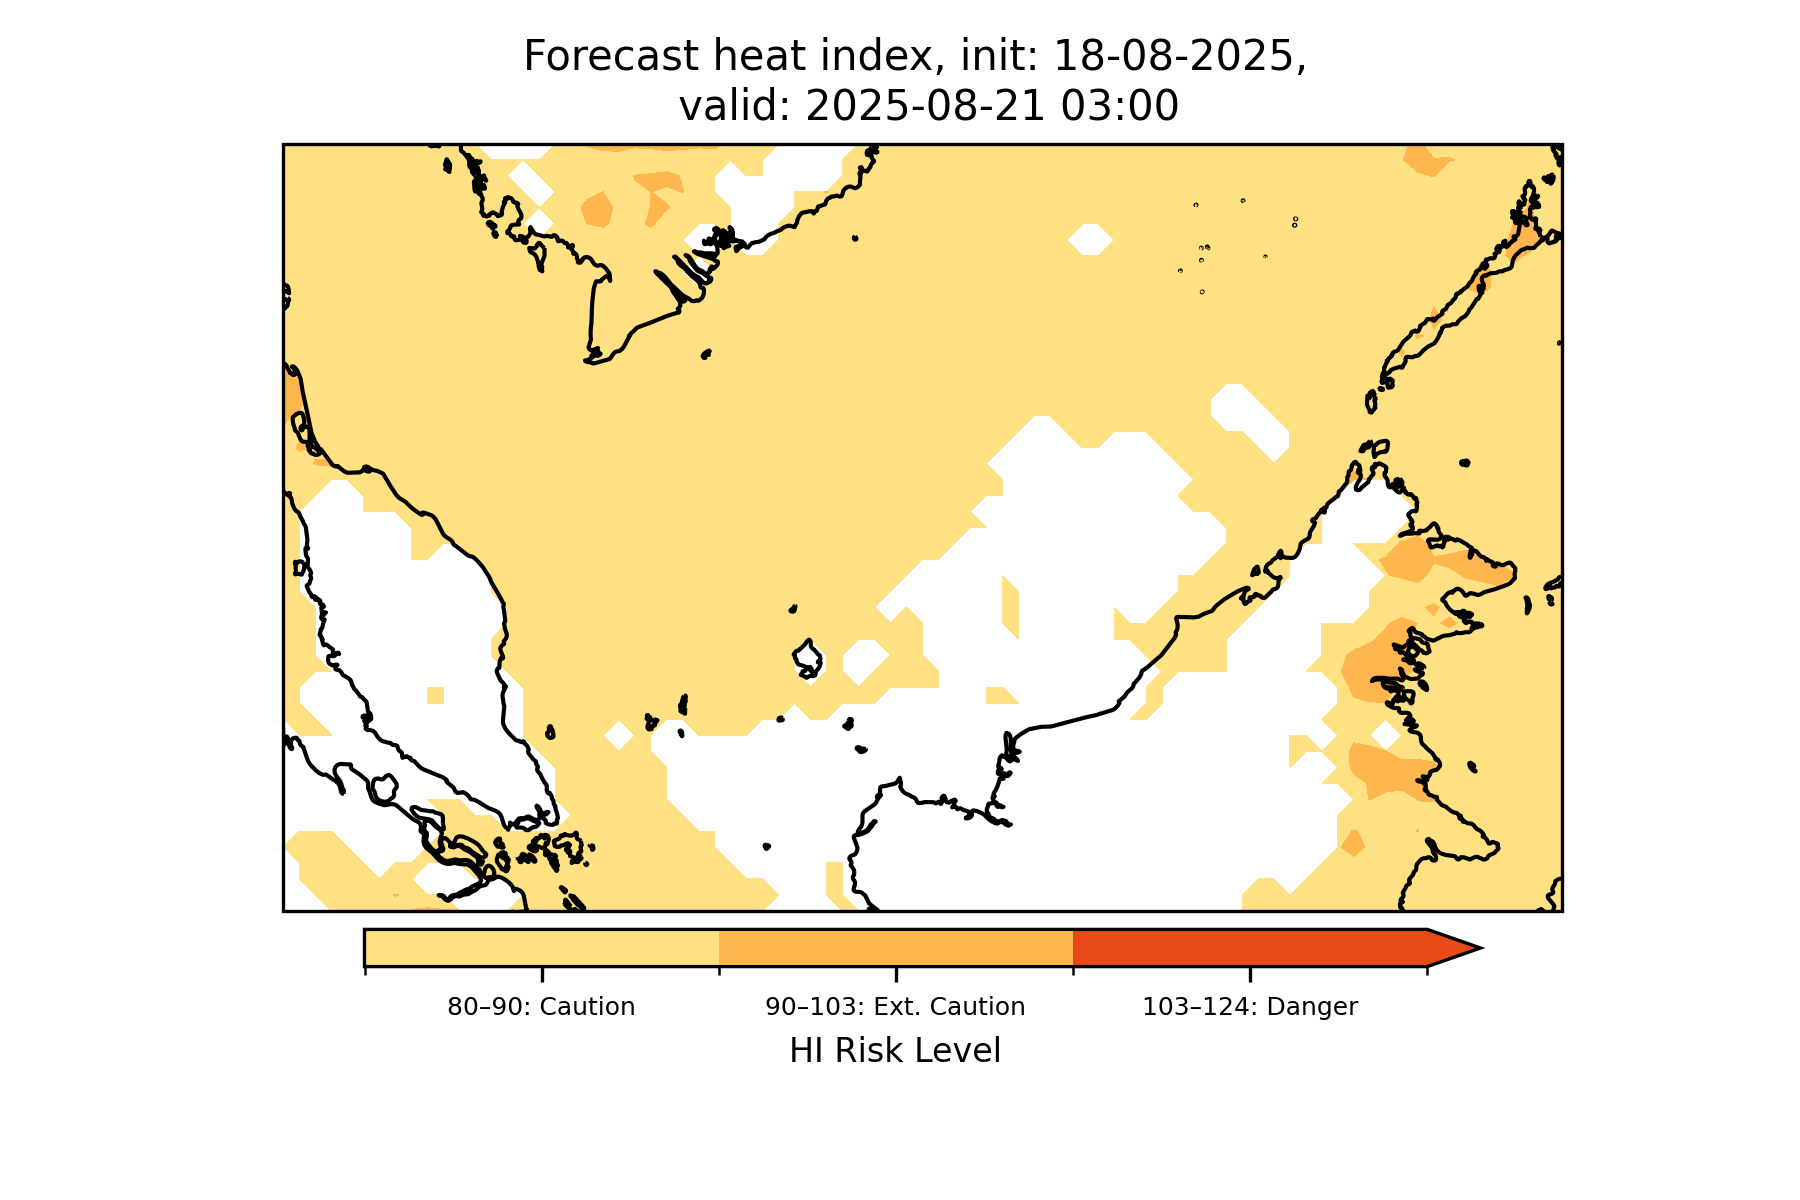 Forecast heat index, init: 18-08-2025,
valid: 2025-08-21 03:00
80–90: Caution
90–103: Ext. Caution
103–124: Danger
HI Risk Level